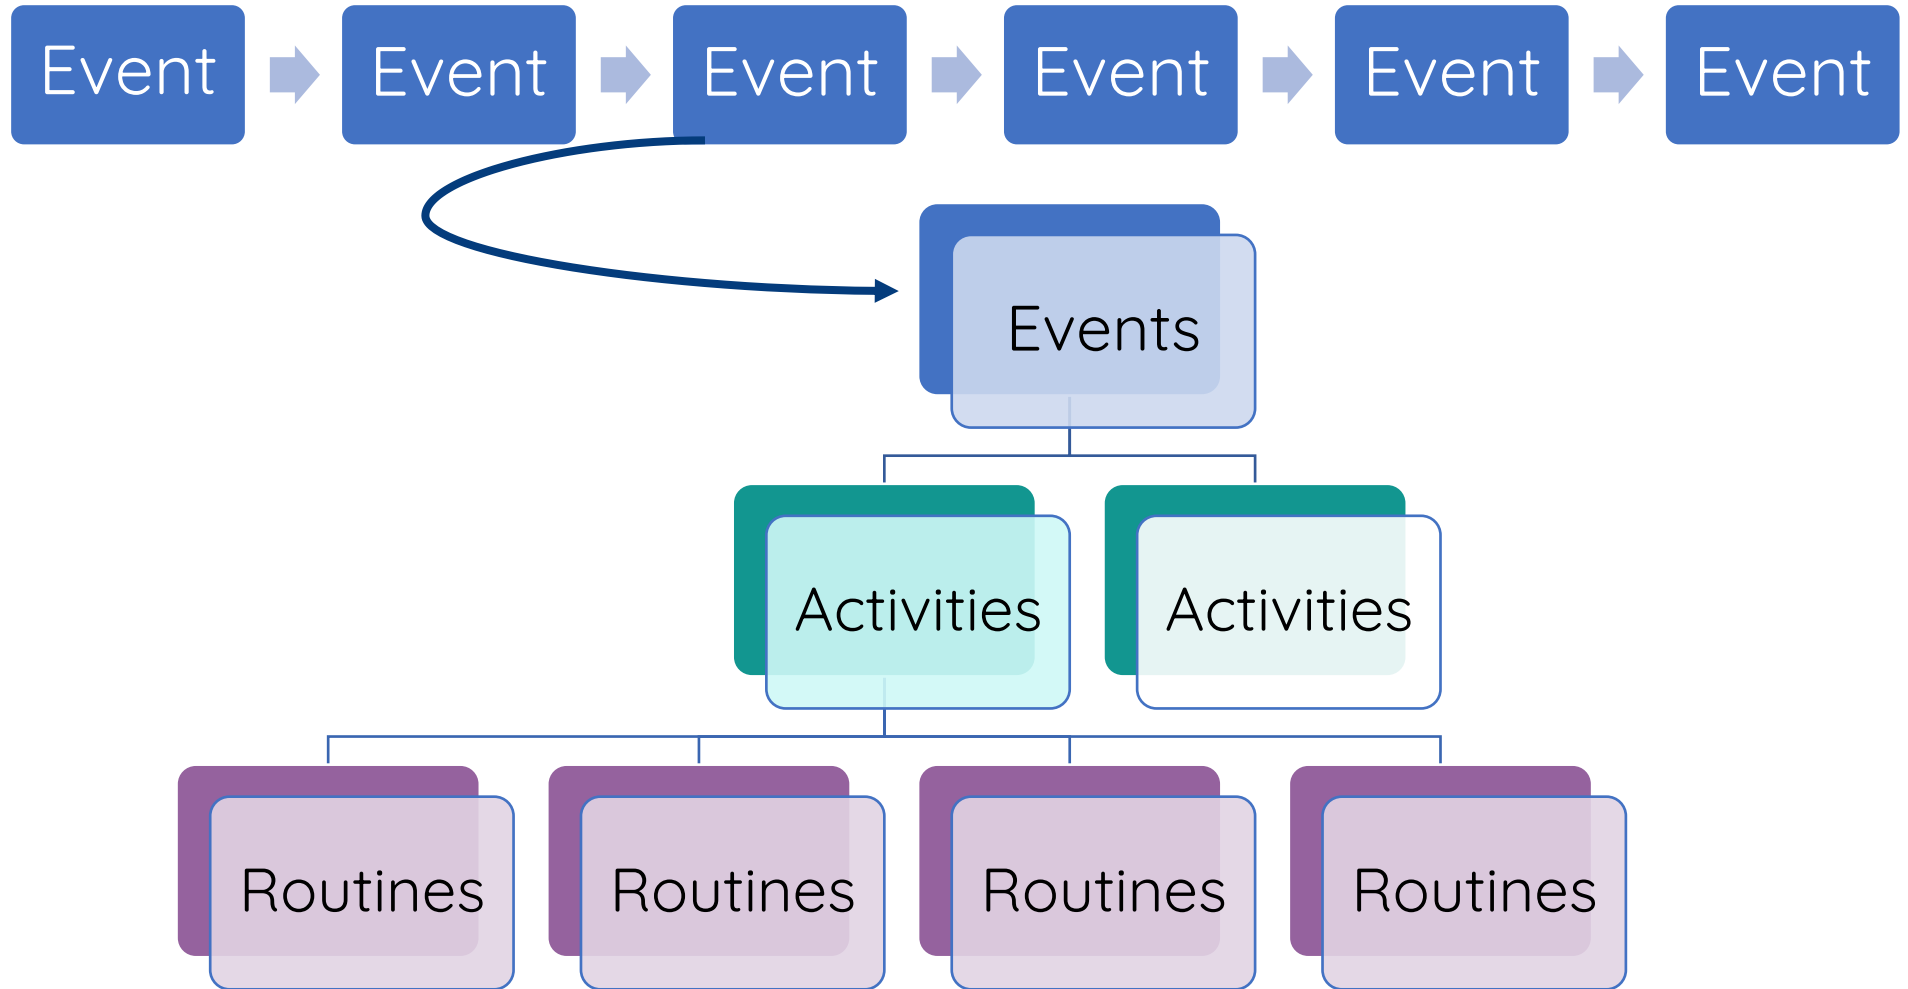 Event
Event
Event
Event
Event
Event
Events
Activities
Activities
Routines
Routines
Routines
Routines